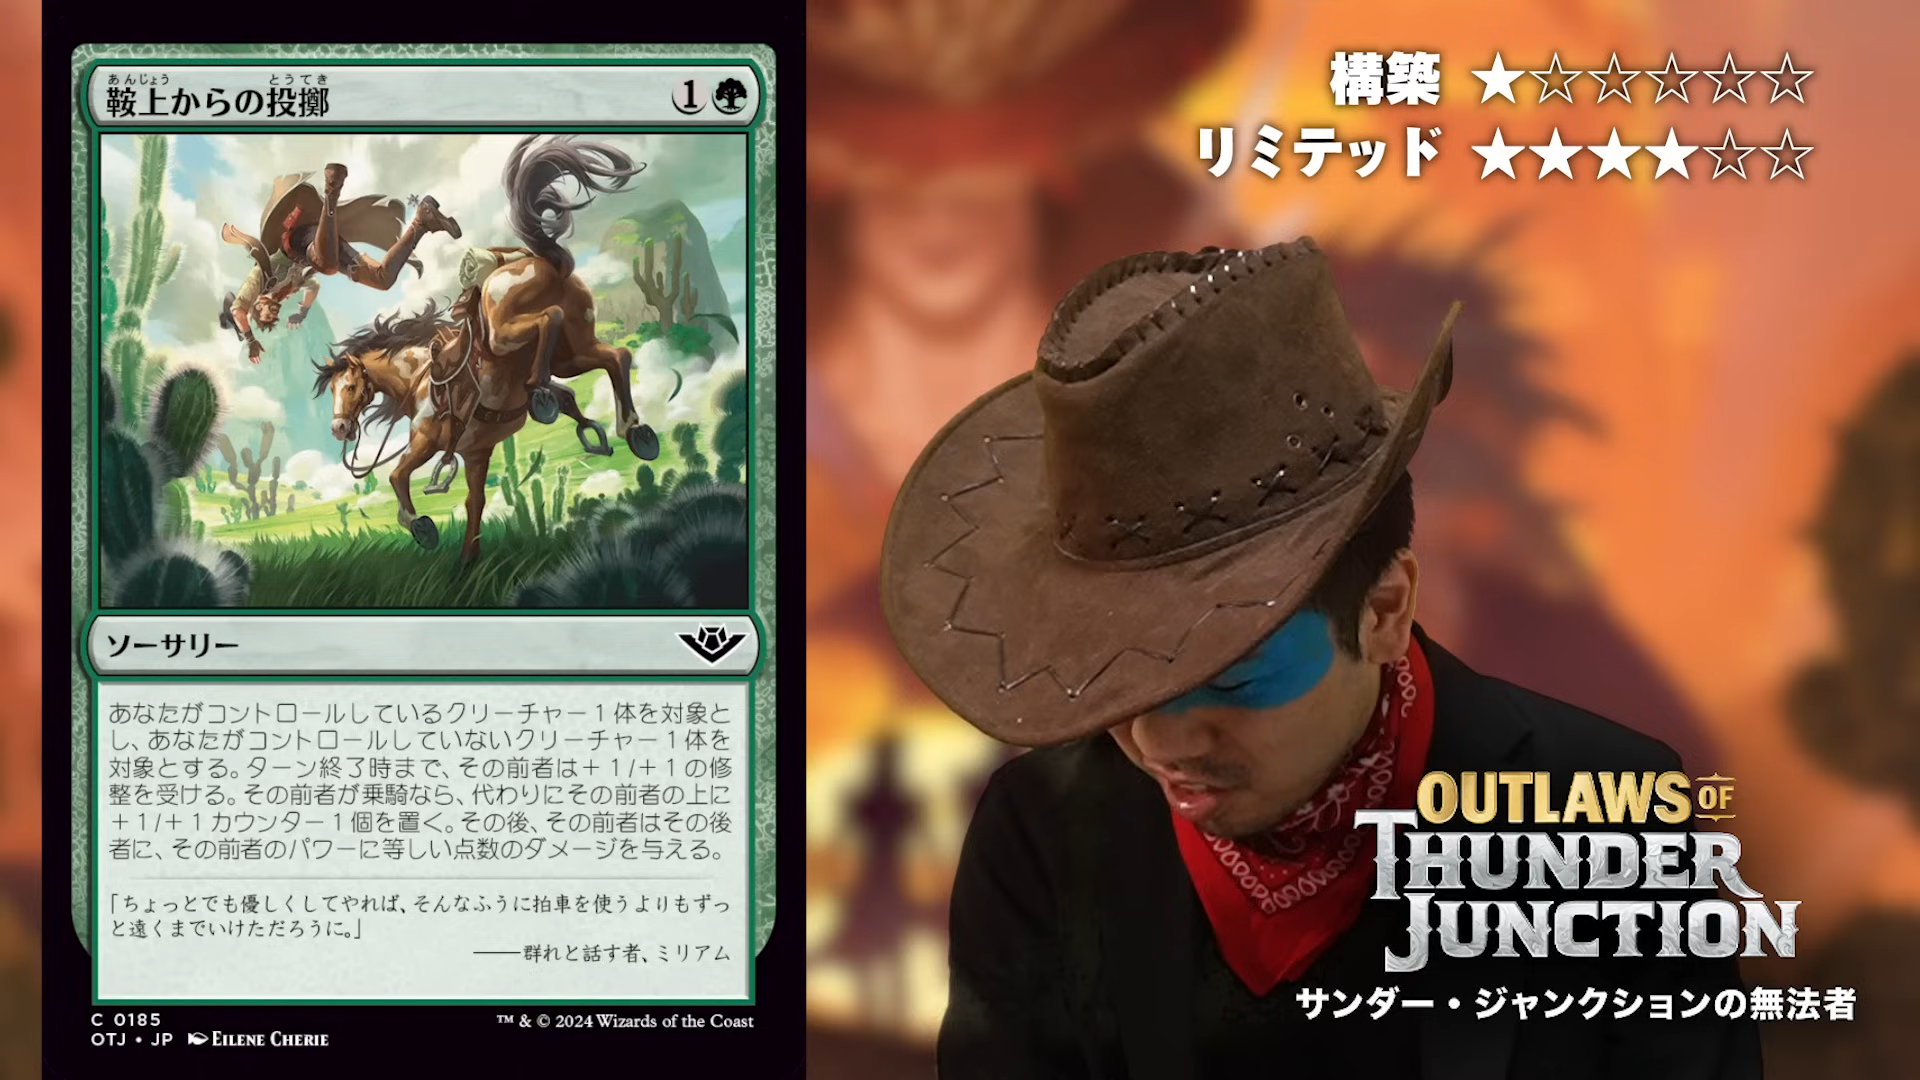 あんじょう とうてき
鞍上からの投擲
1
ソーサリー
あなたがコントロールしているクリーチャー1体を対象と
し、あなたがコントロールしていないクリーチャー1体を
対象とする。ターン終了時まで、その前者は+1/+1の修
整を受ける。その前者が乗騎なら、代わりにその前者の上に
+1/+1カウンター1個を置く。その後、その前者はその後
者に、その前者のパワーに等しい点数のダメージを与える。
「ちょっとでも優しくしてやれば、そんなふうに拍車を使うよりもずっ
と遠くまでいけただろうに。」
――群れと話す者、ミリアム
C 0185
OTJ • JP EILENE CHERIE
™ & © 2024 Wizards of the Coast
構築 ★☆☆☆☆☆
リミテッド ★★★★☆☆
OUTLAWS OF
THUNDER
JUNCTION
サンダー・ジャンクションの無法者